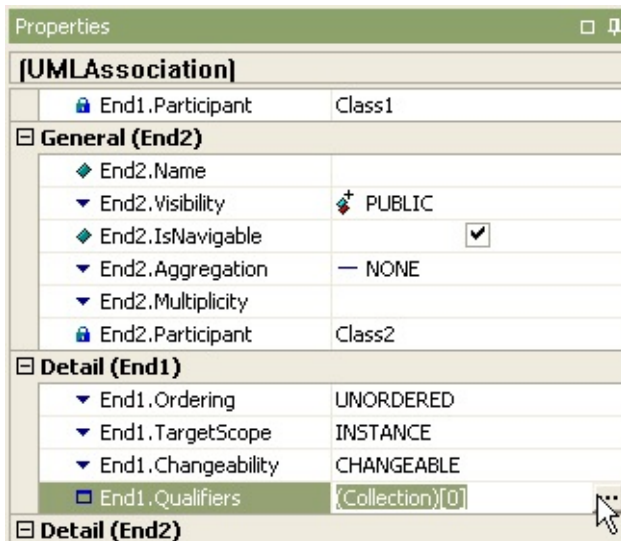 Properties
(UMLAssociation)
End1.Participant Class1
General (End2)
End2.Name
End2.Visibility PUBLIC
End2.IsNavigable
End2.Aggregation NONE
End2.Multiplicity
End2.Participant Class2
Detail (End1)
End1.Ordering UNORDERED
End1.TargetScope INSTANCE
End1.Changeability CHANGEABLE
End1.Qualifiers (Collection)[0] ...
Detail (End2)